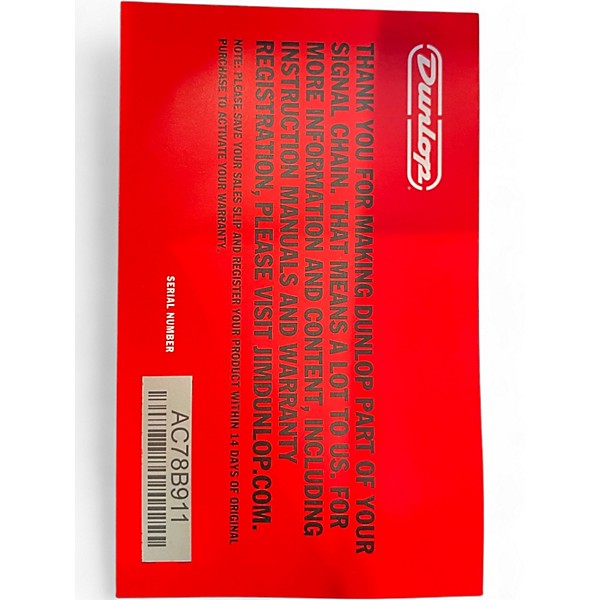 Dunlop
THANK YOU FOR MAKING DUNLOP PART OF YOUR
SIGNAL CHAIN. THAT MEANS A LOT TO US. FOR
MORE INFORMATION AND CONTENT, INCLUDING
INSTRUCTION MANUALS AND WARRANTY
REGISTRATION, PLEASE VISIT JIMDUNLOP.COM.
NOTE: PLEASE SAVE YOUR SALES SLIP AND REGISTER YOUR PRODUCT WITHIN 14 DAYS OF ORIGINAL
PURCHASE TO ACTIVATE YOUR WARRANTY.
SERIAL NUMBER
AC78B911